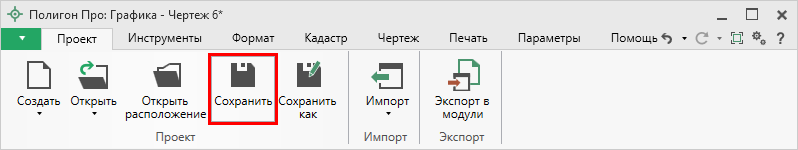 Полигон Про: Графика - Чертеж 6*
Проект Инструменты Формат Кадастр Чертеж Печать Параметры Помощь ?
Создать Открыть Открыть расположение Сохранить Сохранить как Импорт Экспорт в модули
Проект Импорт Экспорт